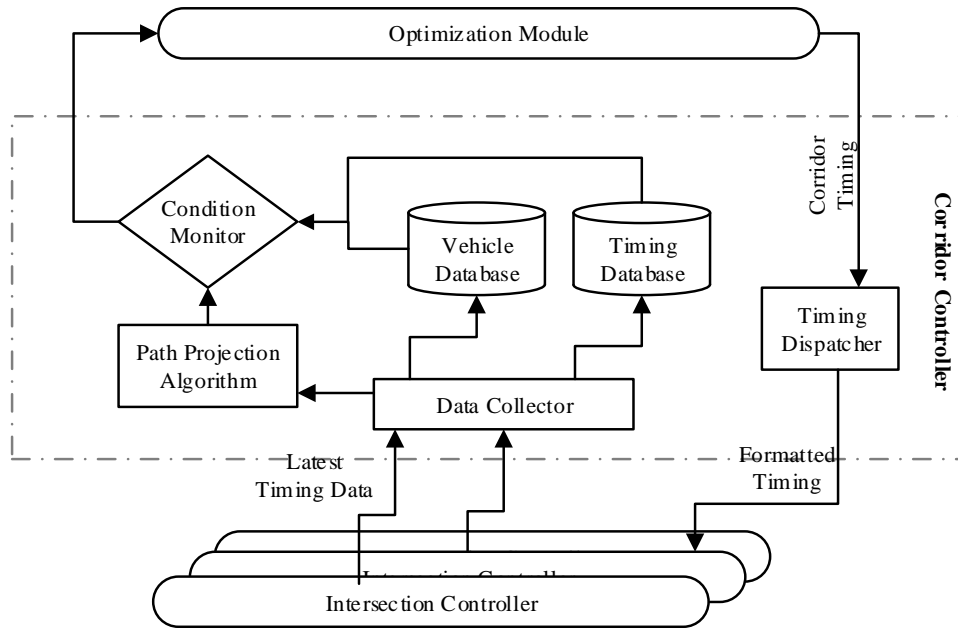 Optimization Module
Corridor
Timing
Condition
Monitor
Vehicle
Database
Timing
Database
Corridor Controller
Path Projection
Algorithm
Timing
Dispatcher
Data Collector
Latest
Timing Data
Formatted
Timing
Intersection Controller